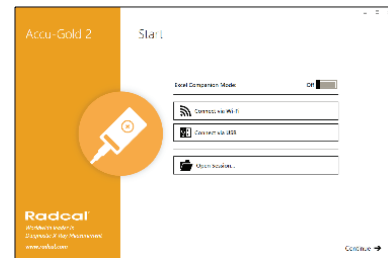 Accu-Gold 2
Start
Excel Companion Mode:
Off
Connect via Wi-Fi
Connect via USB
Open Session...
Radcal
Worldwide leader in
Diagnostic X-Ray Measurement
www.radcal.com
Continue